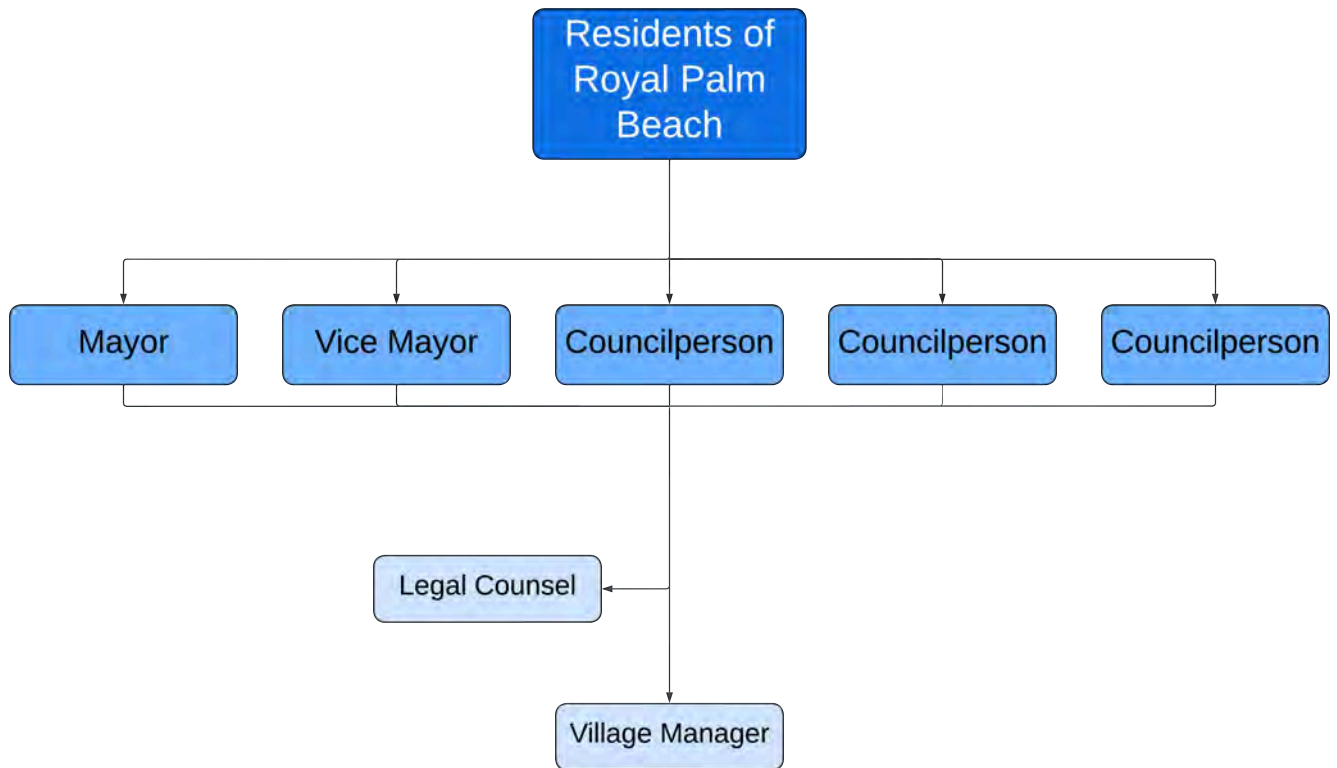 Residents of
Royal Palm
Beach
Mayor
Vice Mayor
Councilperson
Councilperson
Councilperson
Legal Counsel
Village Manager